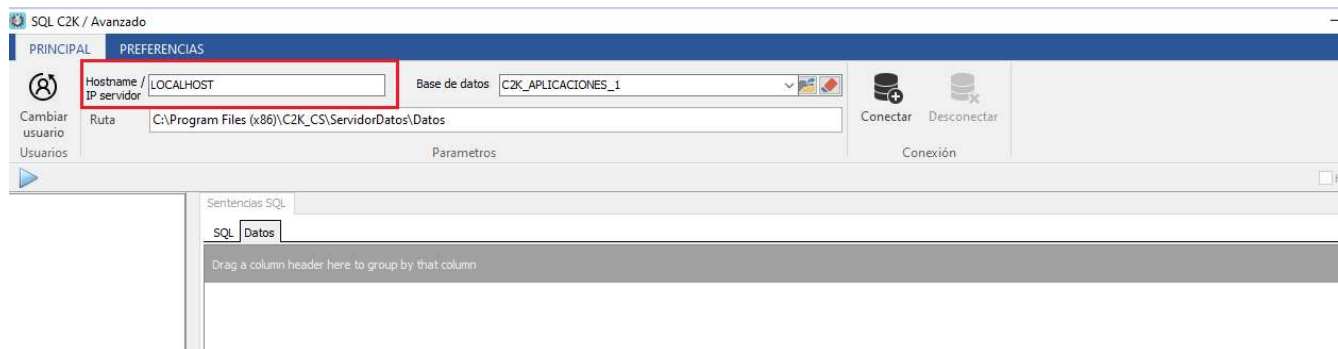 SQL C2K / Avanzado
PRINCIPAL PREFERENCIAS
Hostname / IP servidor LOCALHOST Base de datos C2K_APLICACIONES_1
Cambiar usuario Ruta C:\Program Files (x86)\C2K_CS\ServidorDatos\Datos Conectar Desconectar
Usuarios Parametros Conexión
Sentencias SQL
SQL Datos
Drag a column header here to group by that column